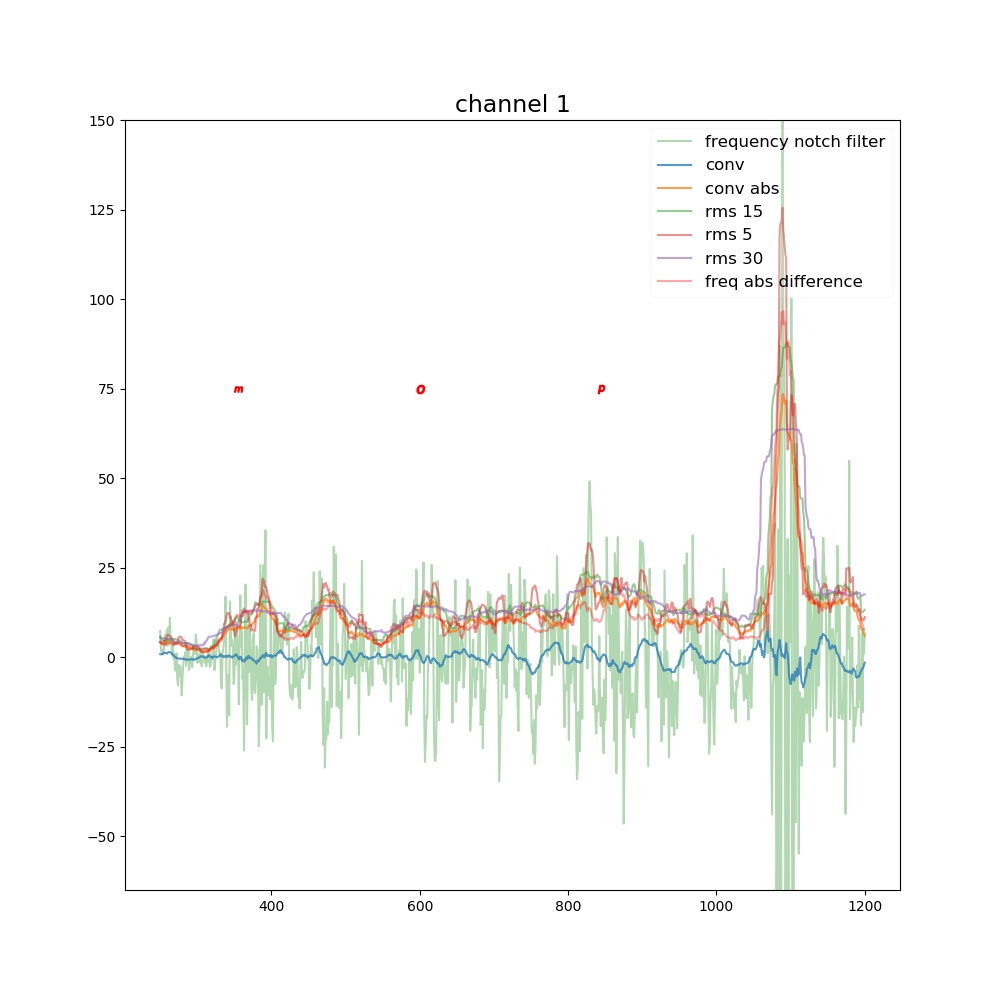 channel 1
150
125
100
75
50
25
0
−25
−50
frequency notch filter
conv
conv abs
rms 15
rms 5
rms 30
freq abs difference
m o p
400 600 800 1000 1200